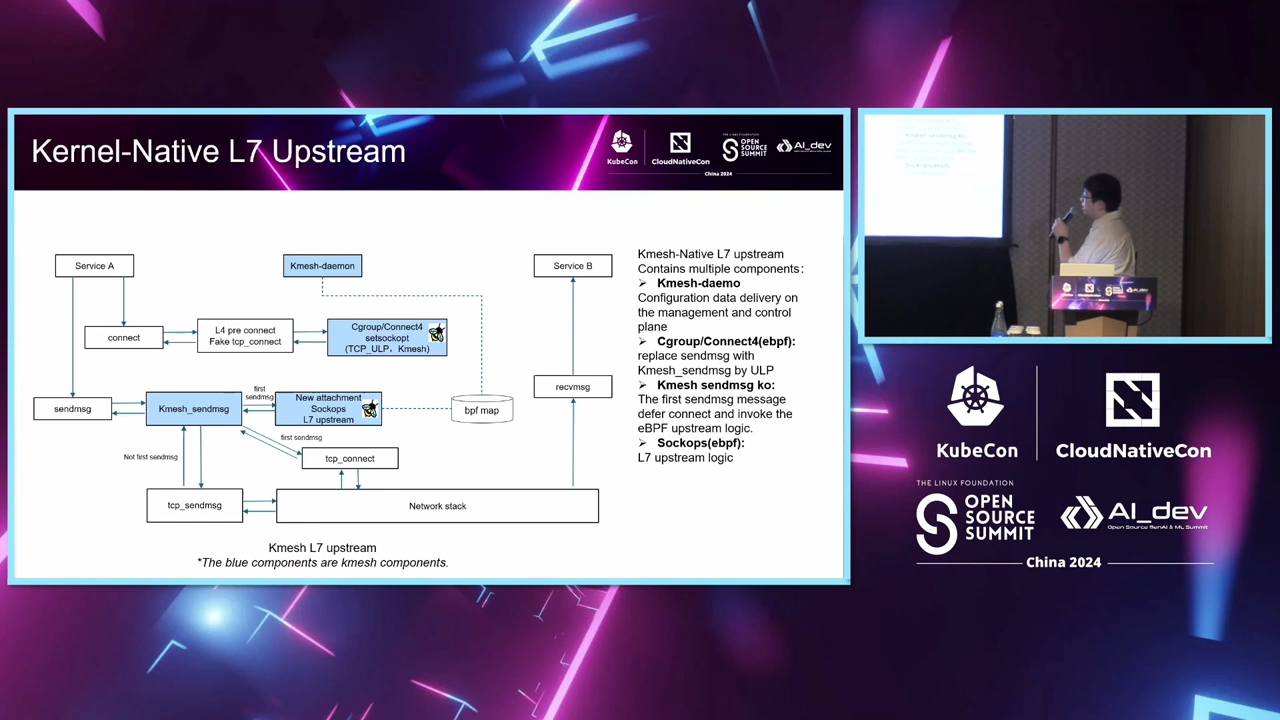 Kernel-Native L7 Upstream
KubeCon
CloudNativeCon
THE LINUX FOUNDATION
OPEN
SOURCE
SUMMIT
AI_dev
China 2024
Service A
Kmesh-daemon
Service B
connect
L4 pre connect
Fake tcp_connect
Cgroup/Connect4
setsockopt
(TCP_ULP, Kmesh)
sendmsg
Kmesh_sendmsg
first
sendmsg
New attachment
Sockops
L7 upstream
bpf map
recvmsg
first sendmsg
Not first sendmsg
tcp_connect
tcp_sendmsg
Network stack
Kmesh L7 upstream
*The blue components are kmesh components.
Kmesh-Native L7 upstream
Contains multiple components:
➢ Kmesh-daemo
Configuration data delivery on
the management and control
plane
➢ Cgroup/Connect4(ebpf):
replace sendmsg with
Kmesh_sendmsg by ULP
➢ Kmesh sendmsg ko:
The first sendmsg message
defer connect and invoke the
eBPF upstream logic.
➢ Sockops(ebpf):
L7 upstream logic
KubeCon
CloudNativeCon
THE LINUX FOUNDATION
OPEN
SOURCE
SUMMIT
AI_dev
Open Source GenAI & ML Summit
China 2024